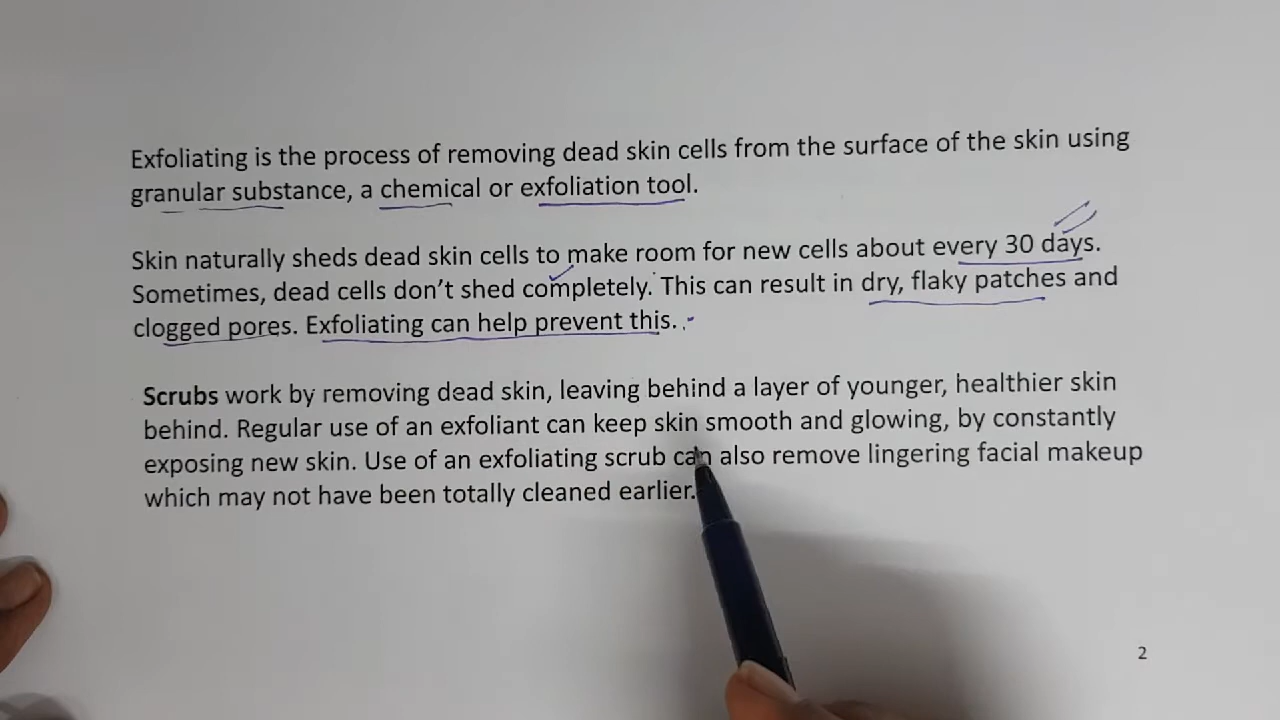 Exfoliating is the process of removing dead skin cells from the surface of the skin using
granular substance, a chemical or exfoliation tool.
Skin naturally sheds dead skin cells to make room for new cells about every 30 days.
Sometimes, dead cells don’t shed completely. This can result in dry, flaky patches and
clogged pores. Exfoliating can help prevent this.
Scrubs work by removing dead skin, leaving behind a layer of younger, healthier skin
behind. Regular use of an exfoliant can keep skin smooth and glowing, by constantly
exposing new skin. Use of an exfoliating scrub can also remove lingering facial makeup
which may not have been totally cleaned earlier.
2